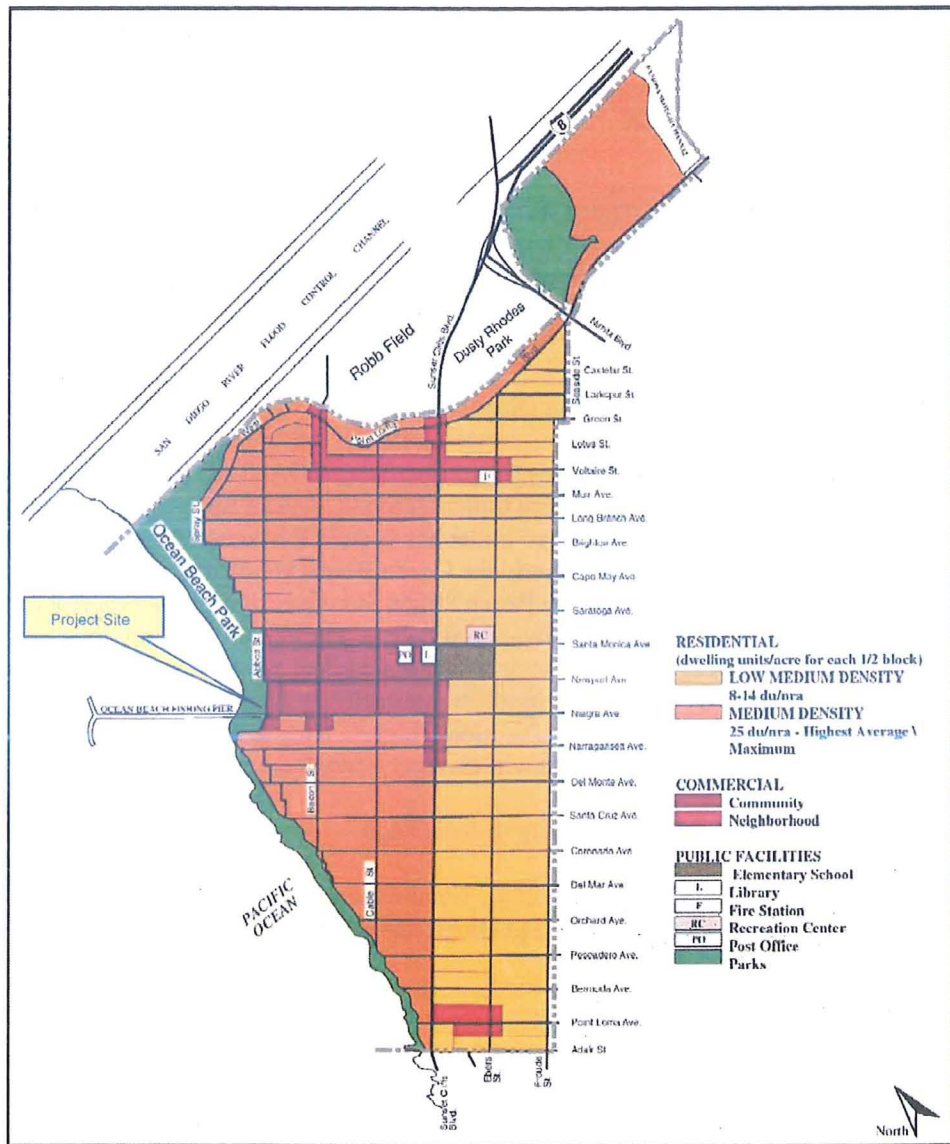 8
SAN DIEGO RIVER FLOOD CONTROL CHANNEL
Robb Field
Sunset Cliffs Blvd.
Dusty Rhodes
Park
Nimitz Blvd
Seaside St
Castelar St.
Larkspur St
Green St
Lotus St.
Voltaire St.
F
Muir Ave.
Long Branch Ave.
Brighton Ave.
Cape May Ave
Saratoga Ave.
Spray St.
Ocean Beach Park
Project Site
Abbott St
RC
Santa Monica Ave
PO
L
Newport Ave
OCEAN BEACH FISHING PIER
Niagra Ave.
Narragansett Ave.
Bacon St
Del Monte Ave.
Santa Cruz Ave
Coronado Ave
Cable St
Del Mar Ave
PACIFIC
OCEAN
Orchard Ave.
Pescadero Ave.
Bermuda Ave.
Point Loma Ave.
Adair St
Sunset Cliffs
Blvd.
Ebers
St.
Froude
St
RESIDENTIAL
(dwelling units/acre for each 1/2 block)
LOW MEDIUM DENSITY
8-14 du/nra
MEDIUM DENSITY
25 du/nra - Highest Average \
Maximum
COMMERCIAL
Community
Neighborhood
PUBLIC FACILITIES
Elementary School
L Library
F Fire Station
RC Recreation Center
PO Post Office
Parks
North